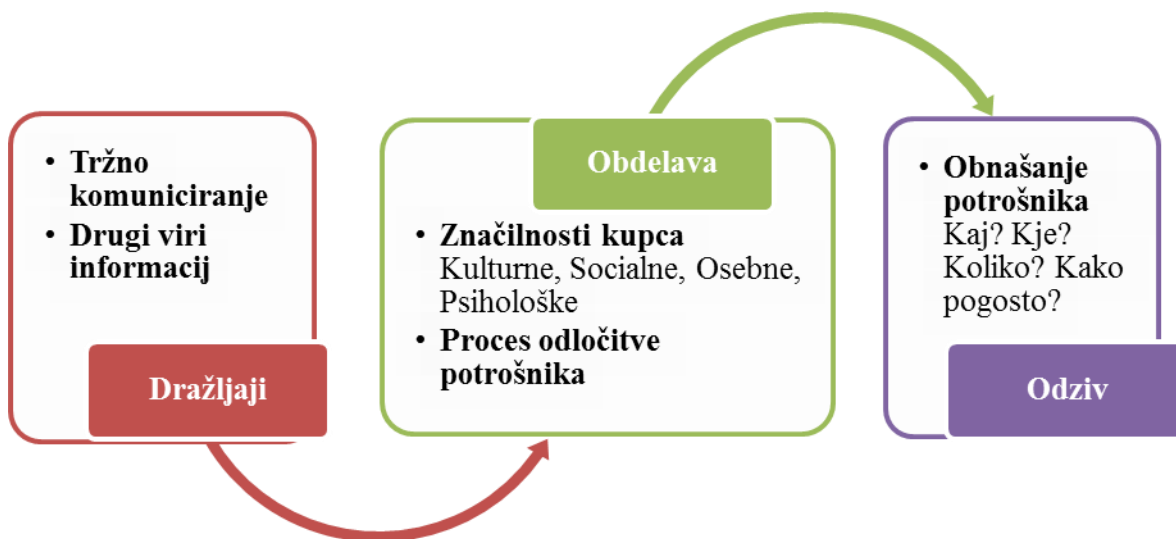 • Tržno
komuniciranje
• Drugi viri
informacij
Dražljaji
Obdelava
• Značilnosti kupca
Kulturne, Socialne, Osebne,
Psihološke
• Proces odločitve
potrošnika
• Obnašanje
potrošnika
Kaj? Kje?
Koliko? Kako
pogosto?
Odziv